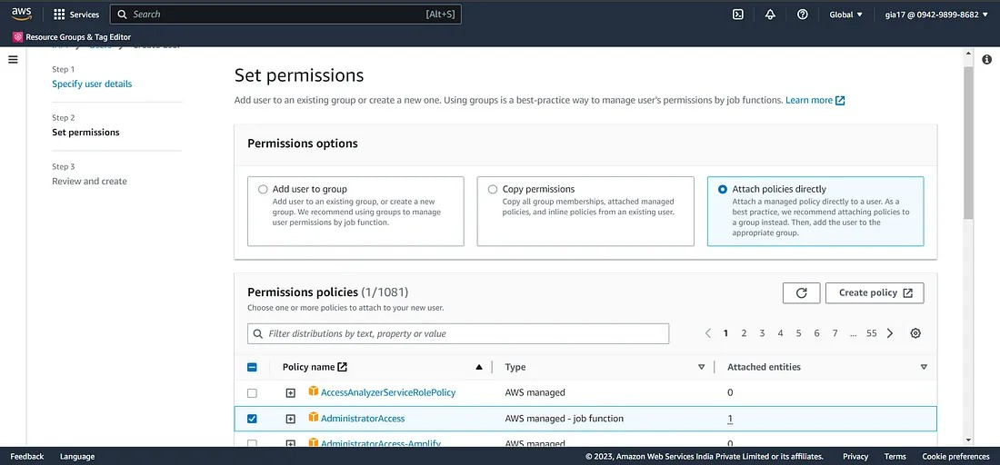 aws
Services
Search
[Alt+S]
Global
gia17 @ 0942-9899-8682
Resource Groups & Tag Editor
IAM
Users
Create user
Step 1
Specify user details
Step 2
Set permissions
Step 3
Review and create
Set permissions
Add user to an existing group or create a new one. Using groups is a best-practice way to manage user's permissions by job functions. Learn more
Permissions options
Add user to group
Add user to an existing group, or create a new
group. We recommend using groups to manage
user permissions by job function.
Copy permissions
Copy all group memberships, attached managed
policies, and inline policies from an existing user.
Attach policies directly
Attach a managed policy directly to a user. As a
best practice, we recommend attaching policies to
a group instead. Then, add the user to the
appropriate group.
Permissions policies (1/1081)
Choose one or more policies to attach to your new user.
Create policy
Filter distributions by text, property or value
1 2 3 4 5 6 7 ... 55
Policy name
Type
Attached entities
AccessAnalyzerServiceRolePolicy
AWS managed
0
AdministratorAccess
AWS managed - job function
1
AdministratorAccess-Amplify
AWS managed
0
Feedback
Language
© 2023, Amazon Web Services India Private Limited or its affiliates.
Privacy
Terms
Cookie preferences